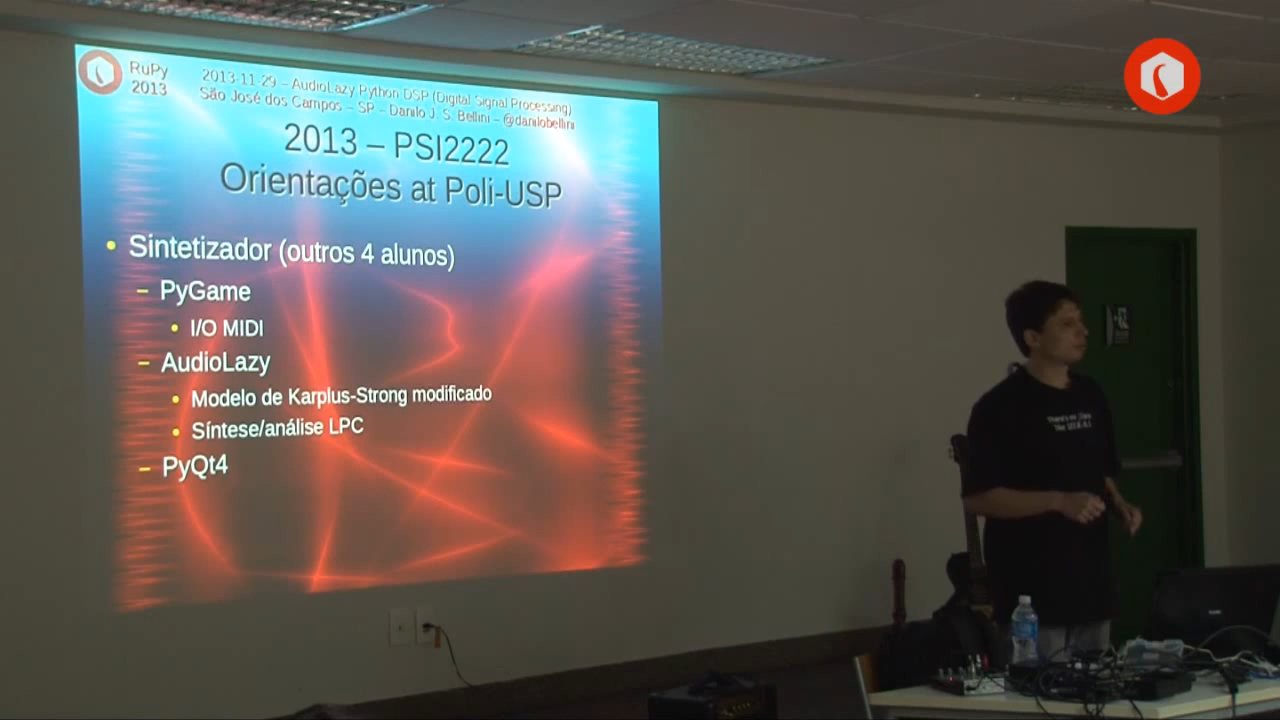 RuPy
2013
2013-11-29 – AudioLazy Python DSP (Digital Signal Processing)
São José dos Campos – SP – Danilo J. S. Bellini – @danilobellini
2013 – PSI2222
Orientações at Poli-USP
• Sintetizador (outros 4 alunos)
– PyGame
• I/O MIDI
– AudioLazy
• Modelo de Karplus-Strong modificado
• Síntese/análise LPC
– PyQt4